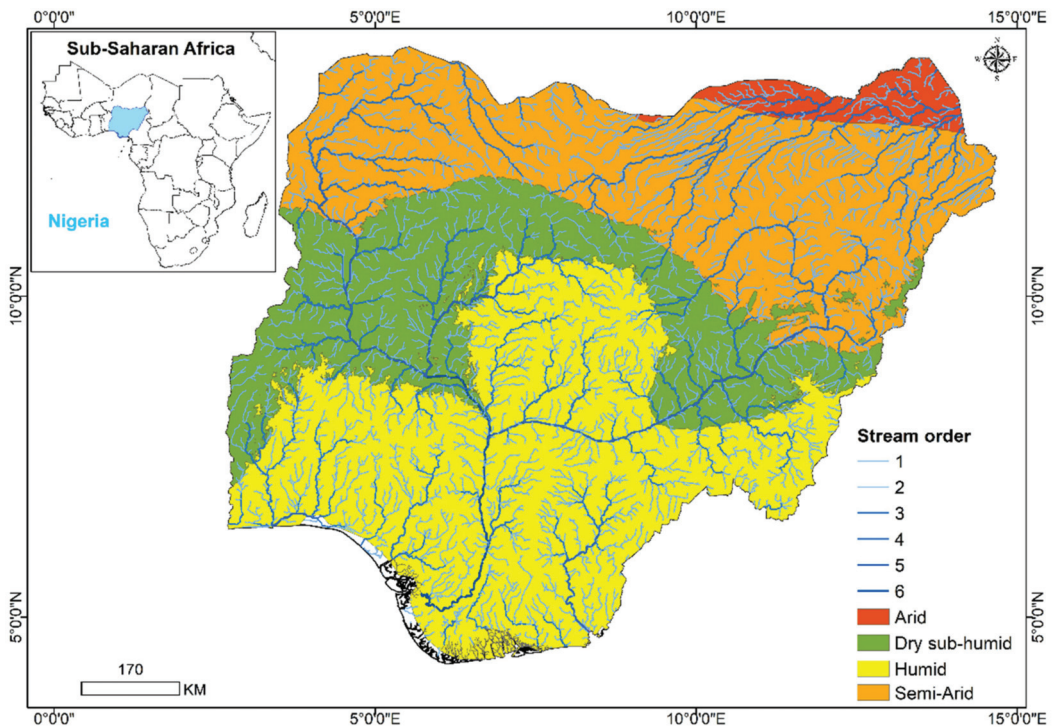 0°0'0" 5°0'0"E 10°0'0"E 15°0'0"E
Sub-Saharan Africa
N
W E
S
Nigeria
10°0'0"N 10°0'0"N
Stream order
1
2
3
4
5
6
5°0'0"N 5°0'0"N
Arid
Dry sub-humid
Humid
Semi-Arid
170
KM
0°0'0" 5°0'0"E 10°0'0"E 15°0'0"E